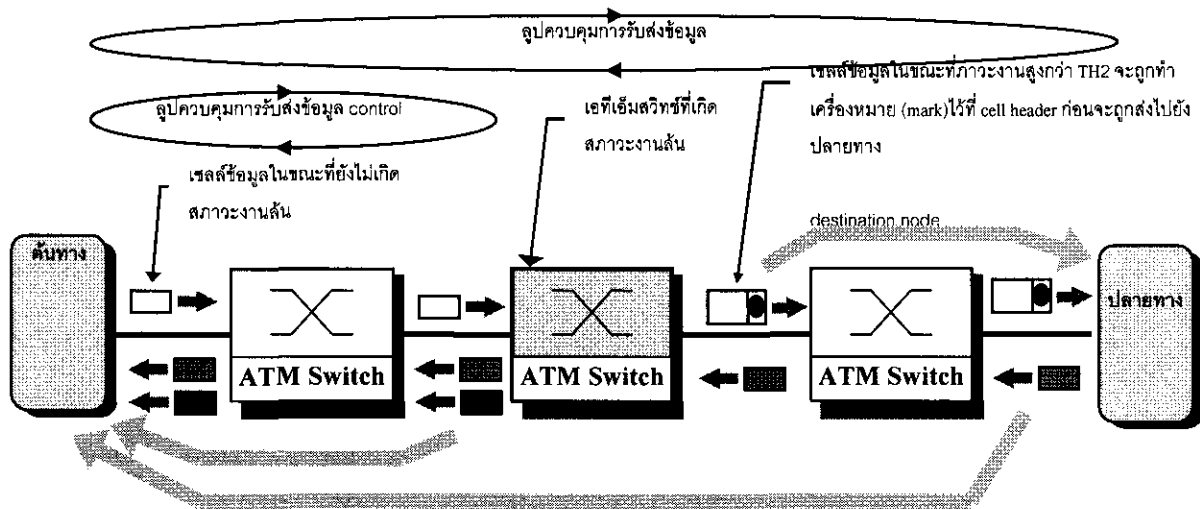 ลูปควบคุมการรับส่งข้อมูล
ลูปควบคุมการรับส่งข้อมูล control
เซลล์ข้อมูลในขณะที่ยังไม่เกิด
สภาวะงานล้น
เอทีเอ็มสวิทช์ที่เกิด
สภาวะงานล้น
เซลล์ข้อมูลในขณะที่ภาวะงานสูงกว่า TH2 จะถูกทำ
เครื่องหมาย (mark)ไว้ที่ cell header ก่อนจะถูกส่งไปยัง
ปลายทาง
destination node
ต้นทาง
ATM Switch
ATM Switch
ATM Switch
ปลายทาง